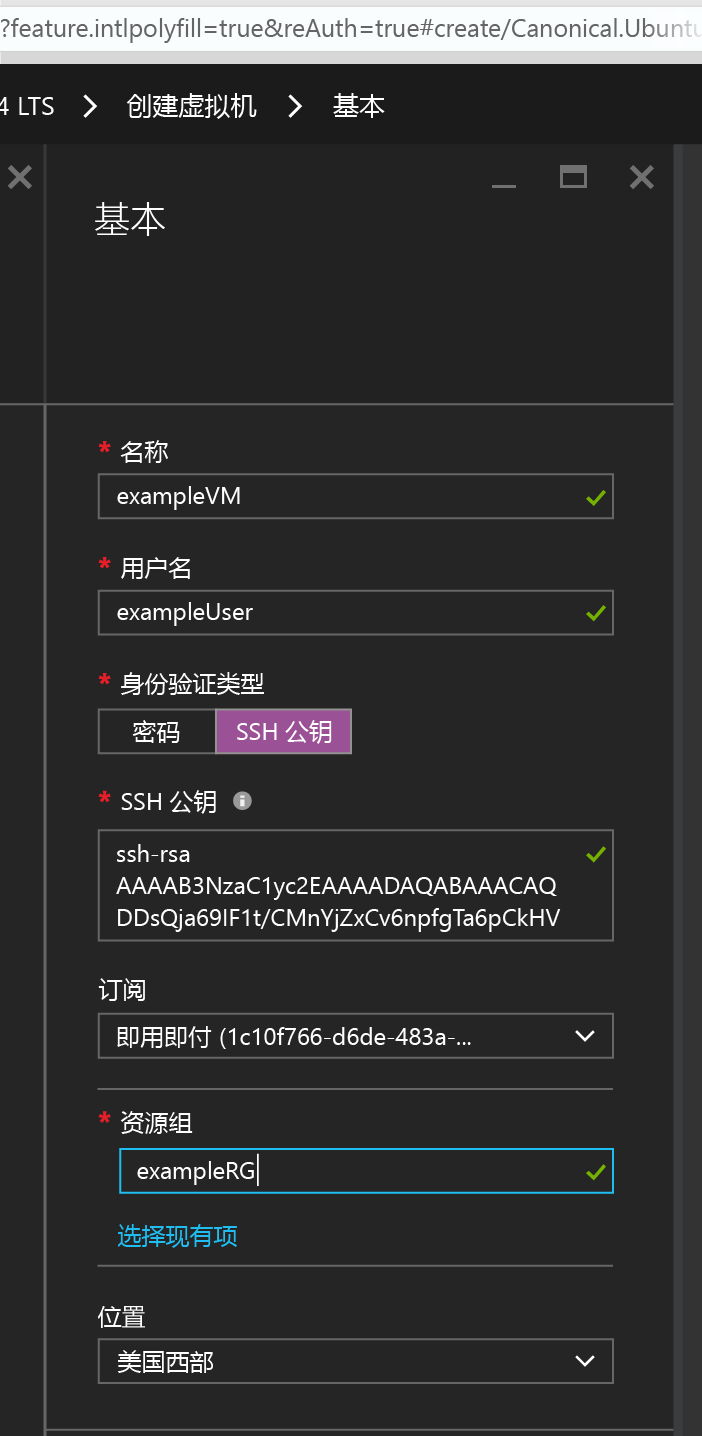 ?feature.intlpolyfill=true&reAuth=true#create/Canonical.Ubuntu
4 LTS > 创建虚拟机 > 基本
基本
* 名称
exampleVM
* 用户名
exampleUser
* 身份验证类型
密码 SSH 公钥
* SSH 公钥
ssh-rsa
AAAAB3NzaC1yc2EAAAADAQABAAACAQ
DDsQja69IF1t/CMnYjZxCv6npfgTa6pCkHV
订阅
即用即付 (1c10f766-d6de-483a-...
* 资源组
exampleRG
选择现有项
位置
美国西部